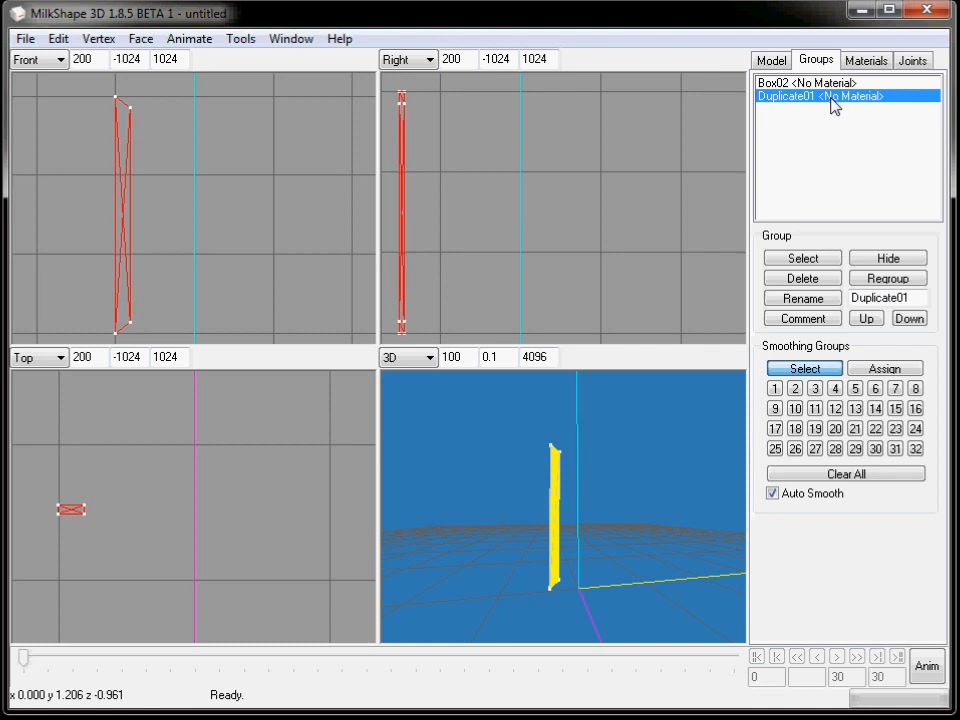 MilkShape 3D 1.8.5 BETA 1 - untitled
File Edit Vertex Face Animate Tools Window Help
Front 200 -1024 1024 Right 200 -1024 1024 Model Groups Materials Joints
Box02 <No Material>
Duplicate01 <No Material>
N
N
Group
Select Hide
Delete Regroup
Rename Duplicate01
Comment Up Down
Smoothing Groups
Top 200 -1024 1024 3D 100 0.1 4096
Select Assign
1 2 3 4 5 6 7 8
9 10 11 12 13 14 15 16
17 18 19 20 21 22 23 24
25 26 27 28 29 30 31 32
Clear All
Auto Smooth
Anim
0 30 30
x 0.000 y 1.206 z -0.961 Ready.